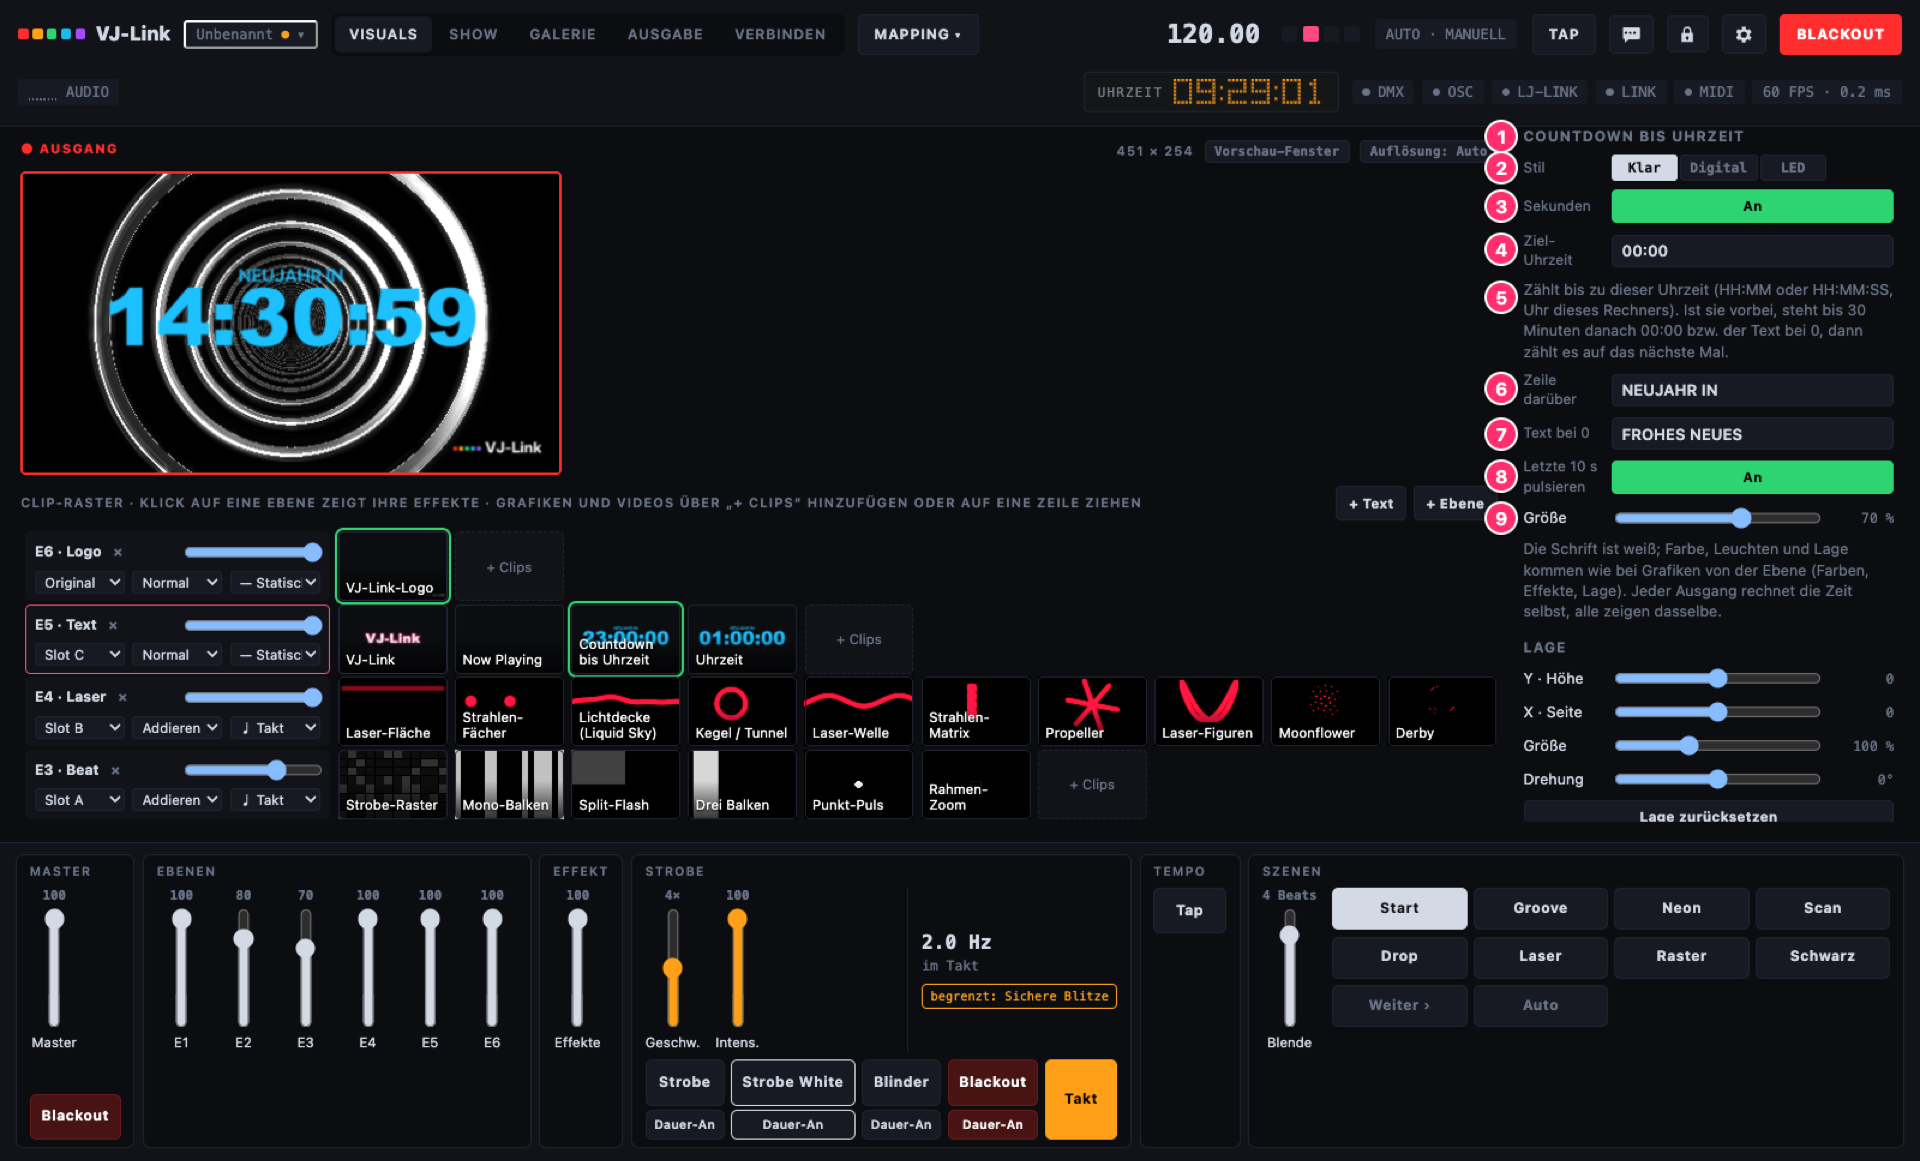 VJ-Link
Unbenannt
VISUALS
SHOW
GALERIE
AUSGABE
VERBINDEN
MAPPING
120.00
AUTO · MANUELL
TAP
BLACKOUT
AUDIO
UHRZEIT 09:29:01
DMX
OSC
LJ-LINK
LINK
MIDI
60 FPS · 0.2 ms
AUSGANG
451 × 254
Vorschau-Fenster
Auflösung: Auto
NEUJAHR IN
14:30:59
VJ-Link
1 COUNTDOWN BIS UHRZEIT
2 Stil
Klar
Digital
LED
3 Sekunden
An
4 Ziel-
Uhrzeit
00:00
5 Zählt bis zu dieser Uhrzeit (HH:MM oder HH:MM:SS,
Uhr dieses Rechners). Ist sie vorbei, steht bis 30
Minuten danach 00:00 bzw. der Text bei 0, dann
zählt es auf das nächste Mal.
6 Zeile
darüber
NEUJAHR IN
7 Text bei 0
FROHES NEUES
8 Letzte 10 s
pulsieren
An
9 Größe
70 %
Die Schrift ist weiß; Farbe, Leuchten und Lage
kommen wie bei Grafiken von der Ebene (Farben,
Effekte, Lage). Jeder Ausgang rechnet die Zeit
selbst, alle zeigen dasselbe.
LAGE
Y · Höhe
0
X · Seite
0
Größe
100 %
Drehung
0°
Lage zurücksetzen
CLIP-RASTER · KLICK AUF EINE EBENE ZEIGT IHRE EFFEKTE · GRAFIKEN UND VIDEOS ÜBER „+ CLIPS“ HINZUFÜGEN ODER AUF EINE ZEILE ZIEHEN
+ Text
+ Ebene
E6 · Logo ×
Original
Normal
— Statisc
VJ-Link-Logo
+ Clips
E5 · Text ×
Slot C
Normal
— Statisc
VJ-Link
VJ-Link
Now Playing
23:00:00
Countdown
bis Uhrzeit
01:00:00
Uhrzeit
+ Clips
E4 · Laser ×
Slot B
Addieren
♩ Takt
Laser-Fläche
Strahlen-
Fächer
Lichtdecke
(Liquid Sky)
Kegel / Tunnel
Laser-Welle
Strahlen-
Matrix
Propeller
Laser-Figuren
Moonflower
Derby
E3 · Beat ×
Slot A
Addieren
♩ Takt
Strobe-Raster
Mono-Balken
Split-Flash
Drei Balken
Punkt-Puls
Rahmen-
Zoom
+ Clips
MASTER
100
Master
Blackout
EBENEN
100 80 70 100 100 100
E1 E2 E3 E4 E5 E6
EFFEKT
100
Effekte
STROBE
4× 100
Geschw. Intens.
2.0 Hz
im Takt
begrenzt: Sichere Blitze
Strobe
Strobe White
Blinder
Blackout
Takt
Dauer-An
Dauer-An
Dauer-An
Dauer-An
TEMPO
Tap
SZENEN
4 Beats
Blende
Start
Groove
Neon
Scan
Drop
Laser
Raster
Schwarz
Weiter ›
Auto